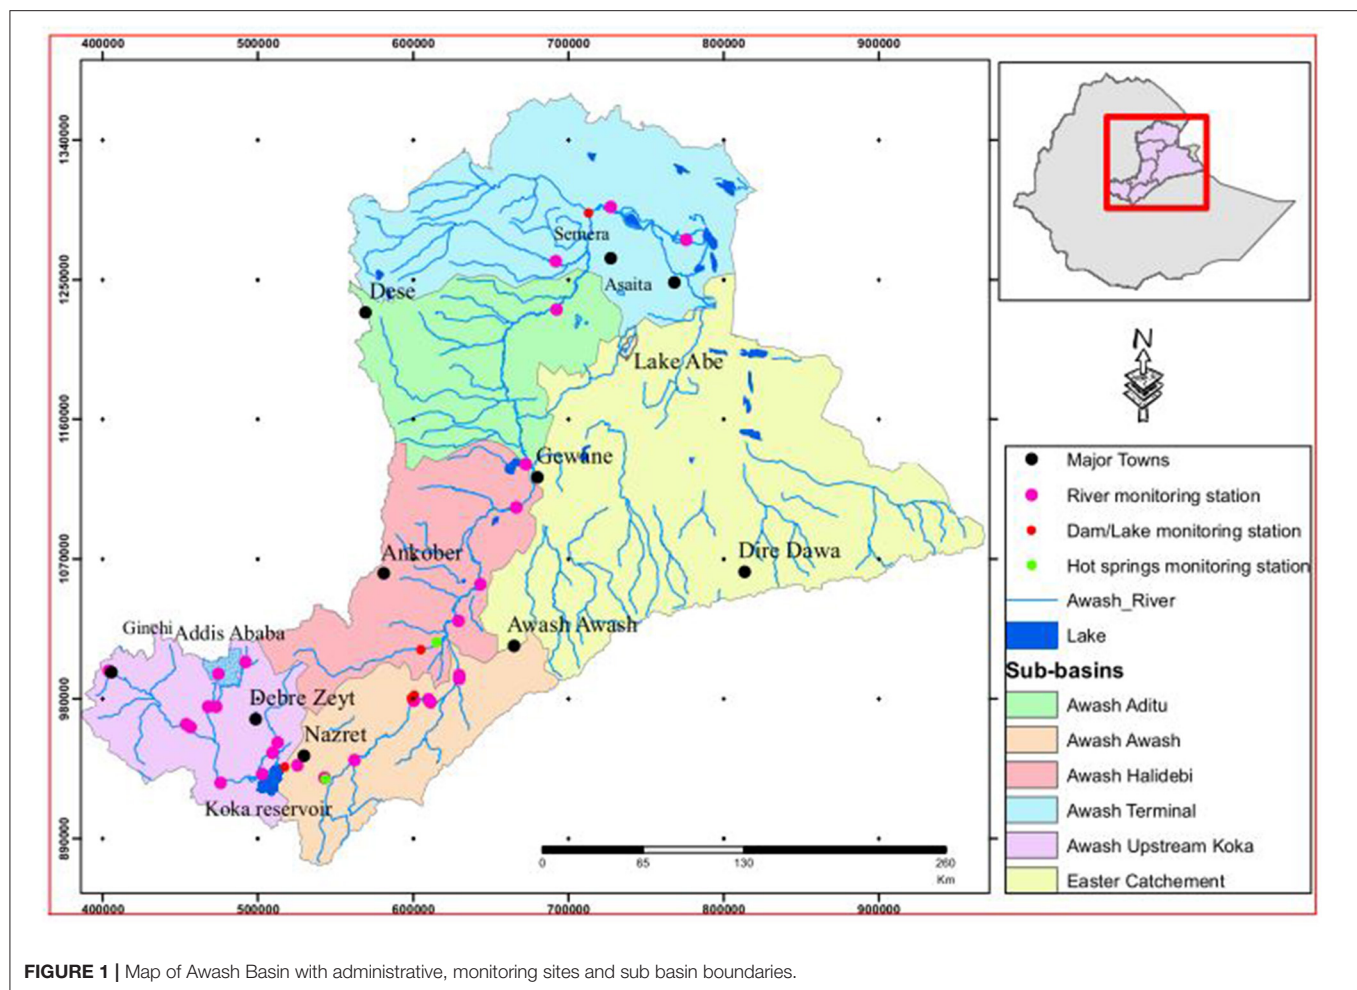 400000 500000 600000 700000 800000 900000
1340000
1250000
1160000
1070000
980000
890000
Semera
Asaita
Dese
Lake Abe
Gewane
Ankober
Dire Dawa
Ginchi
Addis Ababa
Awash Awash
Debre Zeyt
Nazret
Koka reservoir
0 65 130 260
Km
400000 500000 600000 700000 800000 900000
N
Major Towns
River monitoring station
Dam/Lake monitoring station
Hot springs monitoring station
Awash_River
Lake
Sub-basins
Awash Aditu
Awash Awash
Awash Halidebi
Awash Terminal
Awash Upstream Koka
Easter Catchement
FIGURE 1 | Map of Awash Basin with administrative, monitoring sites and sub basin boundaries.